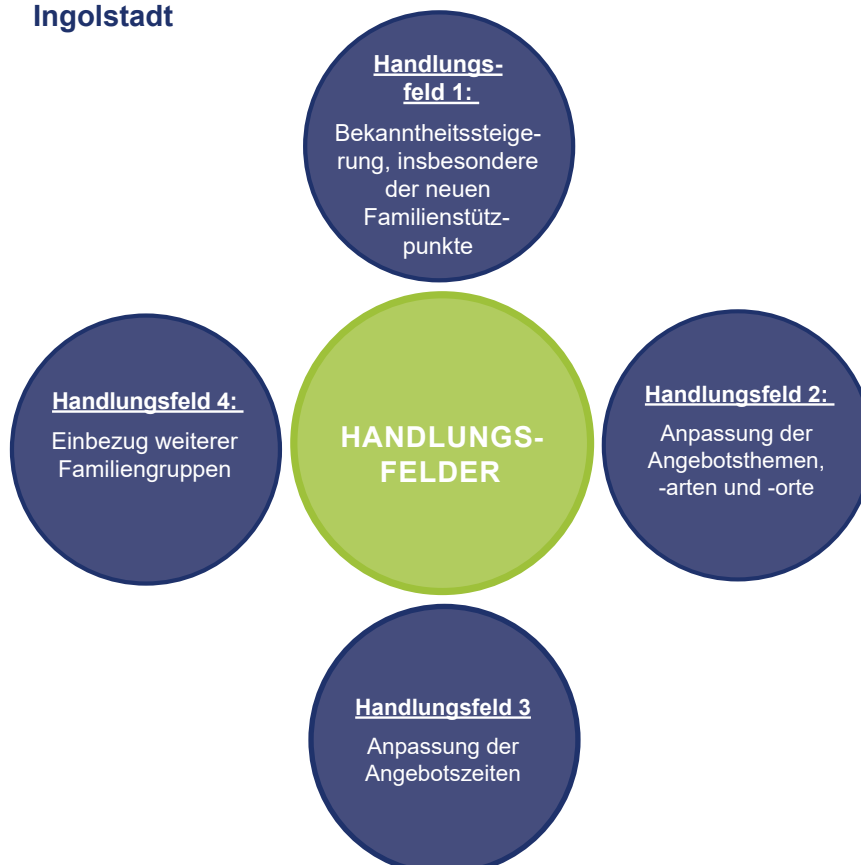 Ingolstadt
Handlungs-
feld 1:
Bekanntheitssteige-
rung, insbesondere
der neuen
Familienstütz-
punkte
Handlungsfeld 4:
Einbezug weiterer
Familiengruppen
HANDLUNGS-
FELDER
Handlungsfeld 2:
Anpassung der
Angebotsthemen,
-arten und -orte
Handlungsfeld 3
Anpassung der
Angebotszeiten